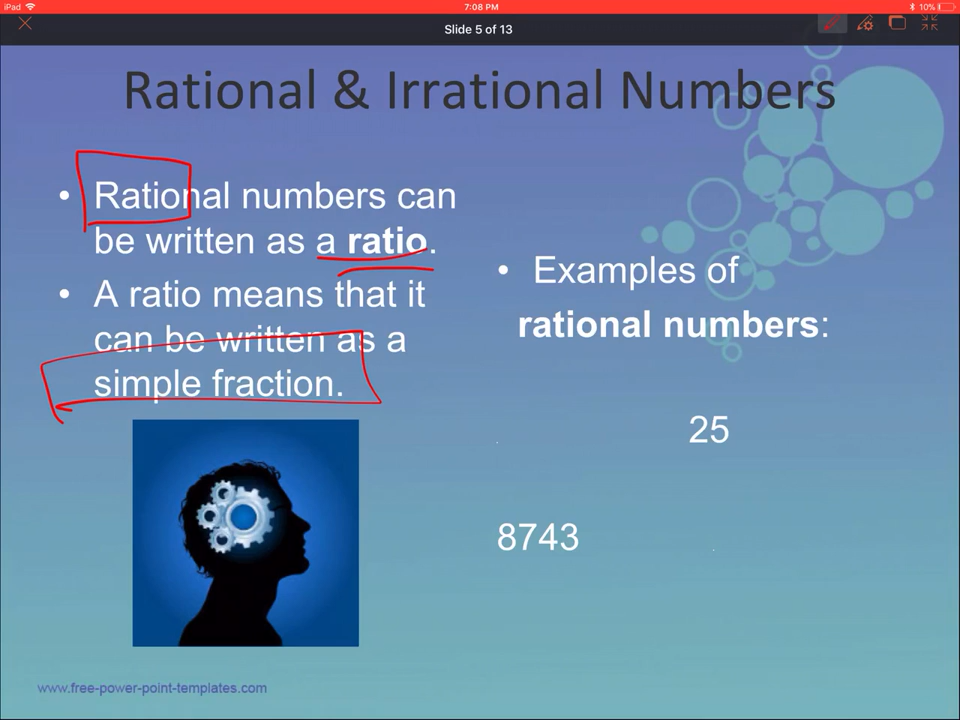 iPad
7:08 PM
10%
Slide 5 of 13
Rational & Irrational Numbers
• Rational numbers can
be written as a ratio.
• A ratio means that it
can be written as a
simple fraction.
• Examples of
rational numbers:
25
8743
www.free-power-point-templates.com